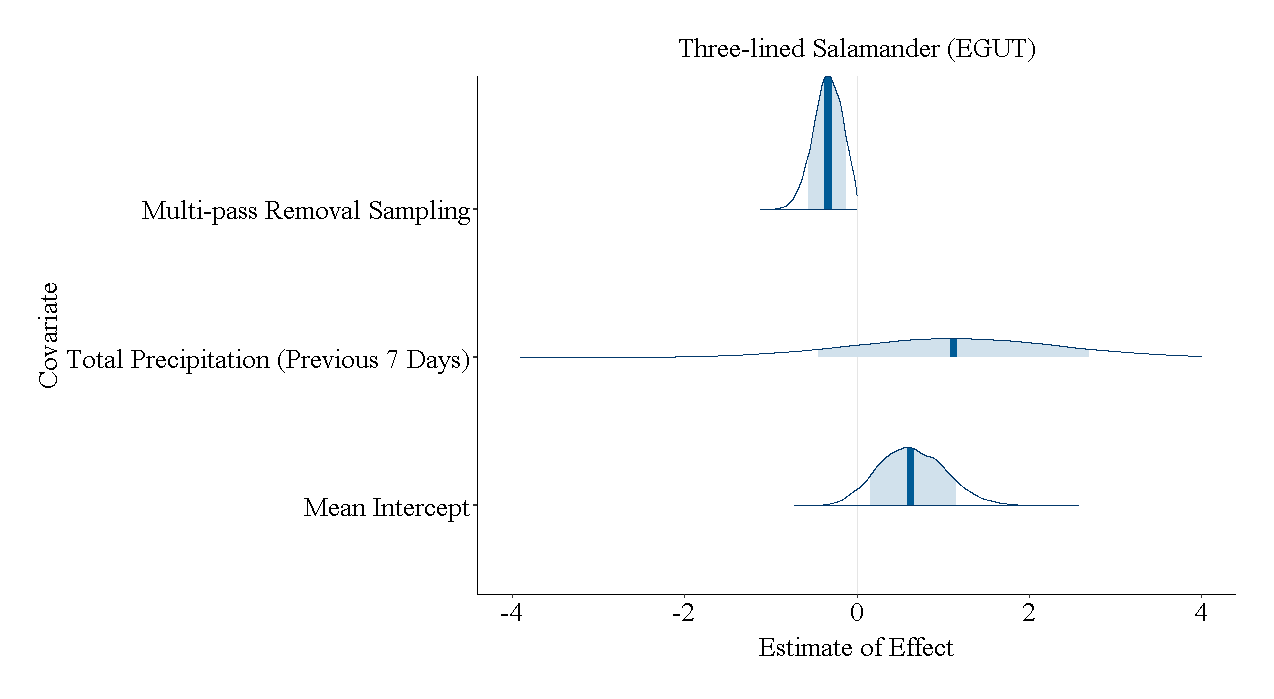 Three-lined Salamander (EGUT)
Multi-pass Removal Sampling
Total Precipitation (Previous 7 Days)
Mean Intercept
Covariate
-4
-2
0
2
4
Estimate of Effect